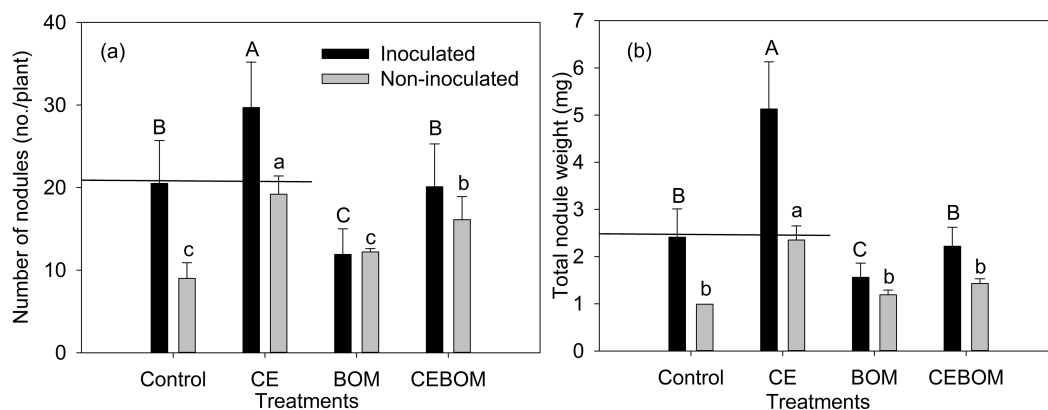 (a)
Number of nodules (no./plant)
40
30
20
10
0
Inoculated
Non-inoculated
B
c
A
a
C
c
B
b
Control CE BOM CEBOM
Treatments
(b)
Total nodule weight (mg)
7
6
5
4
3
2
1
0
B
b
A
a
C
b
B
b
Control CE BOM CEBOM
Treatments